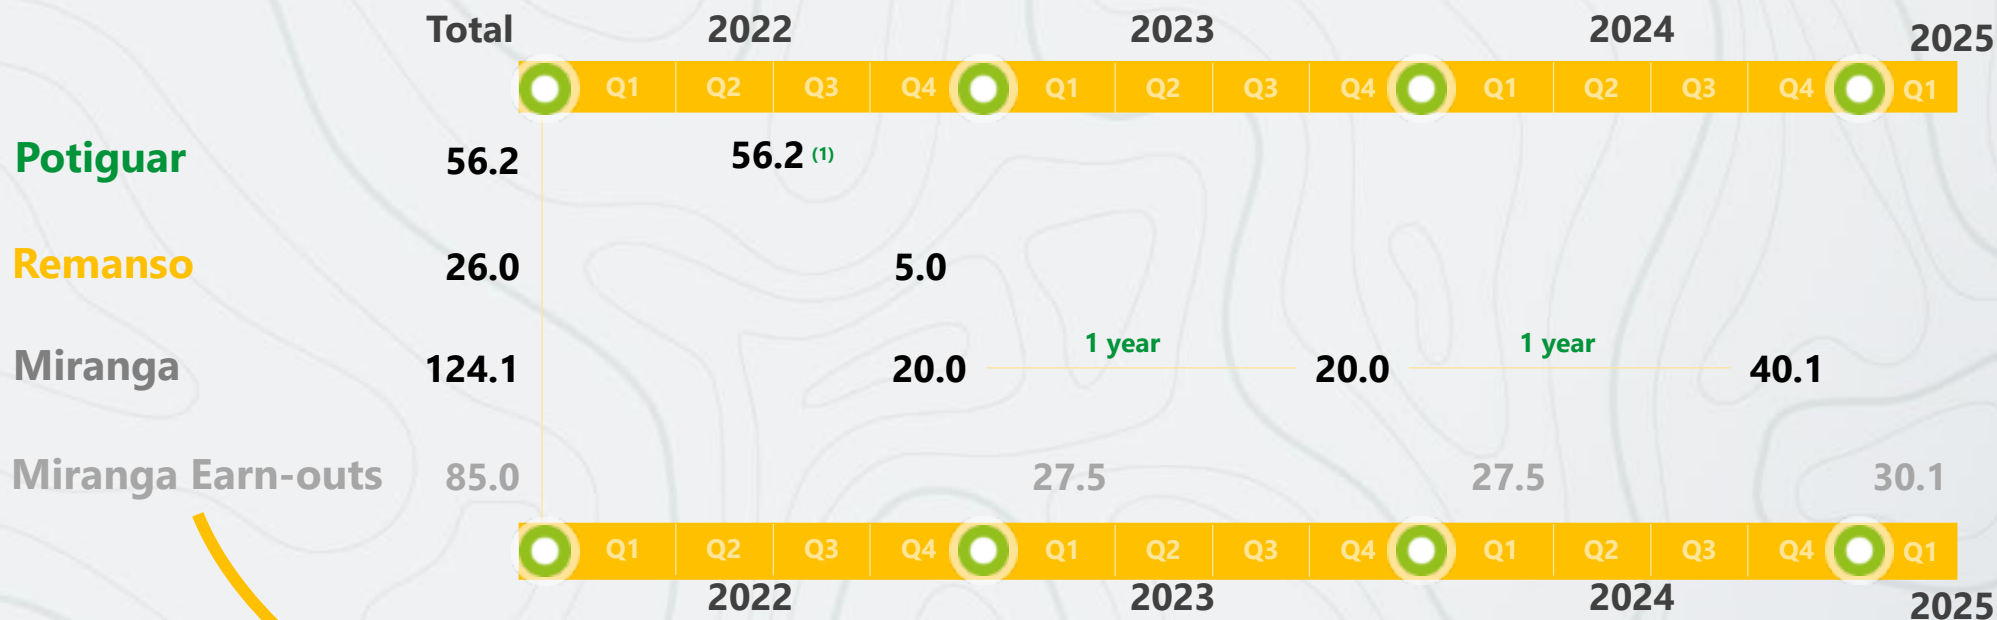 Total 2022 2023 2024 2025
Q1 Q2 Q3 Q4 Q1 Q2 Q3 Q4 Q1 Q2 Q3 Q4 Q1
Potiguar 56.2 56.2 (1)
Remanso 26.0 5.0
1 year 1 year
Miranga 124.1 20.0 20.0 40.1
Miranga Earn-outs 85.0 27.5 27.5 30.1
Q1 Q2 Q3 Q4 Q1 Q2 Q3 Q4 Q1 Q2 Q3 Q4 Q1
2022 2023 2024 2025